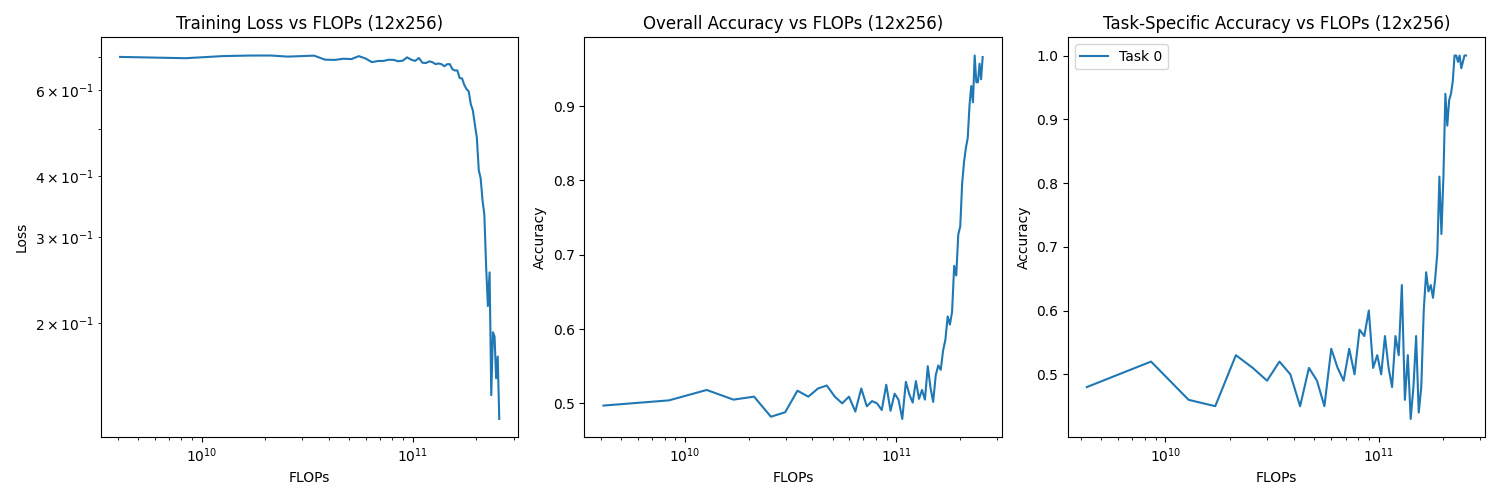 Training Loss vs FLOPs (12x256)
6 × 10⁻¹
4 × 10⁻¹
3 × 10⁻¹
2 × 10⁻¹
Loss
10¹⁰
10¹¹
FLOPs
Overall Accuracy vs FLOPs (12x256)
0.9
0.8
0.7
0.6
0.5
Accuracy
10¹⁰
10¹¹
FLOPs
Task-Specific Accuracy vs FLOPs (12x256)
Task 0
1.0
0.9
0.8
0.7
0.6
0.5
Accuracy
10¹⁰
10¹¹
FLOPs